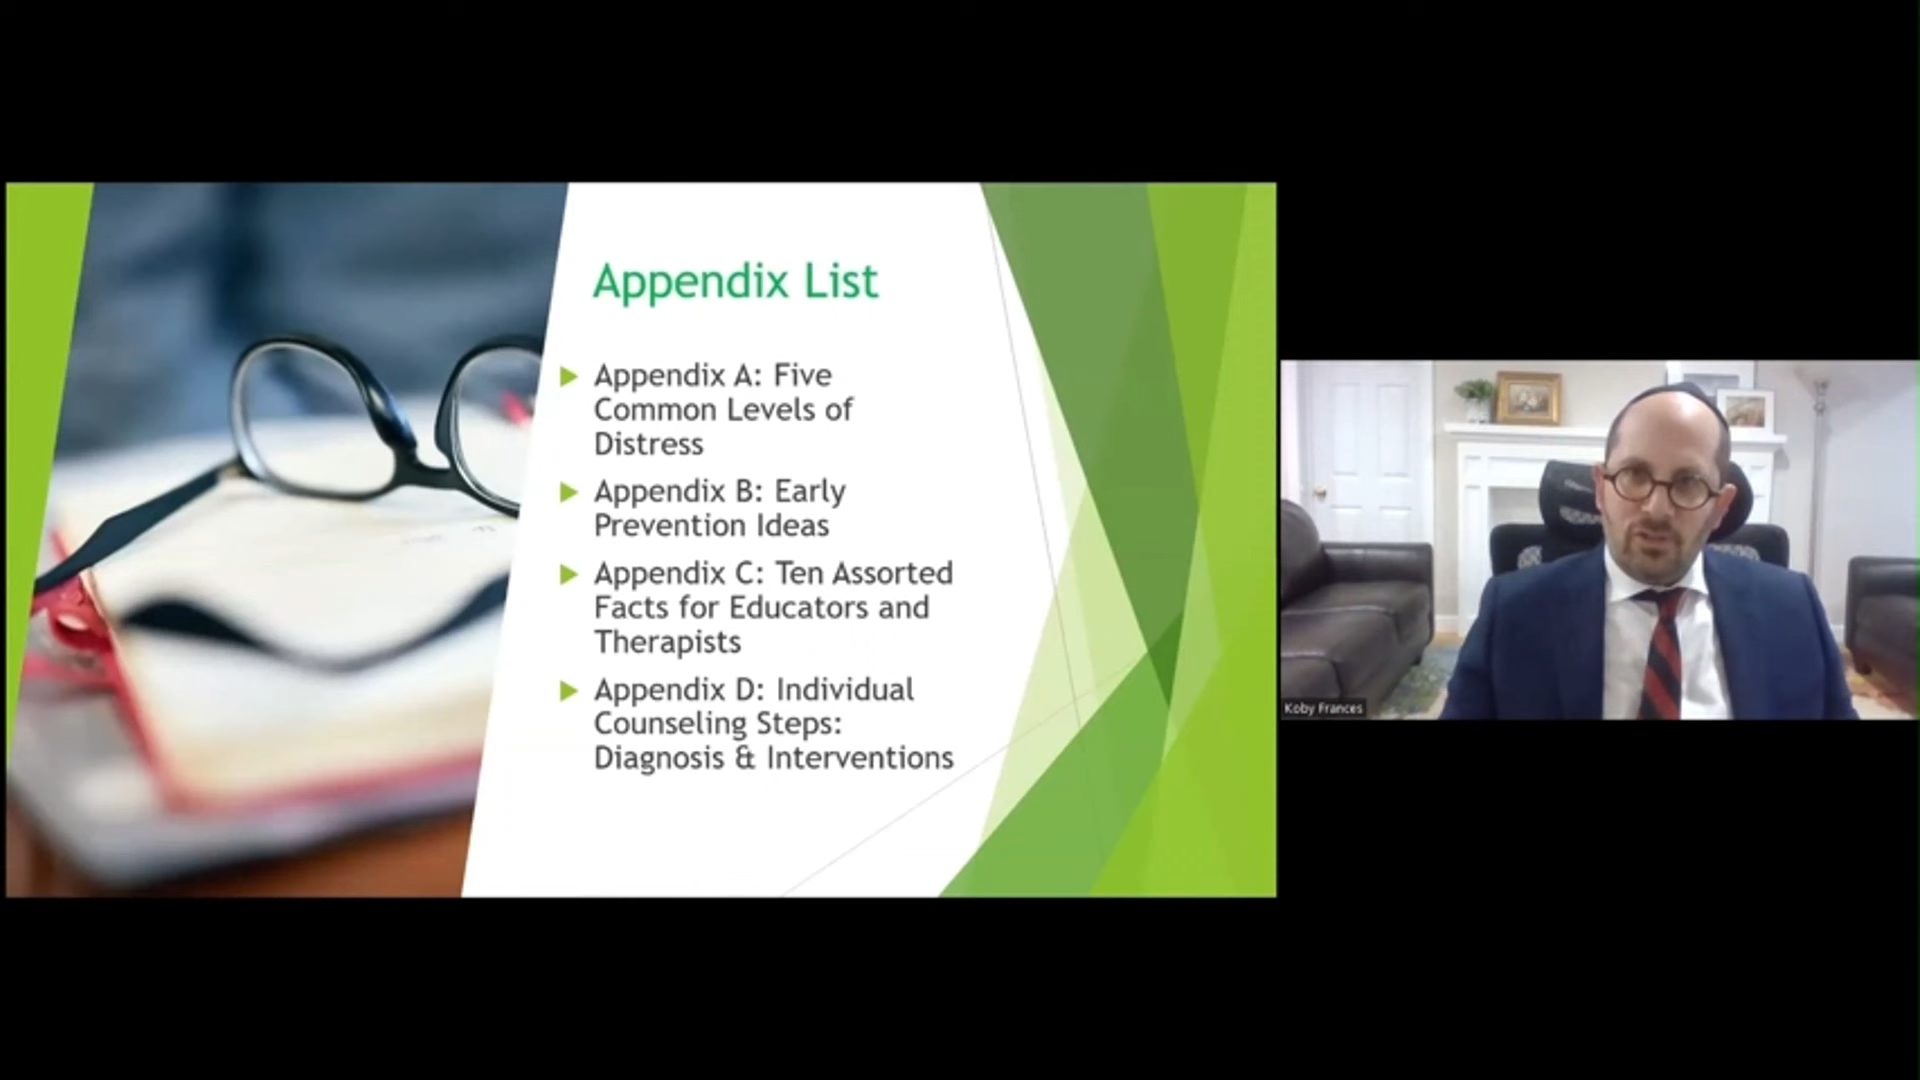 Appendix List
Appendix A: Five
Common Levels of
Distress
Appendix B: Early
Prevention Ideas
Appendix C: Ten Assorted
Facts for Educators and
Therapists
Appendix D: Individual
Counseling Steps:
Diagnosis & Interventions
Koby Frances